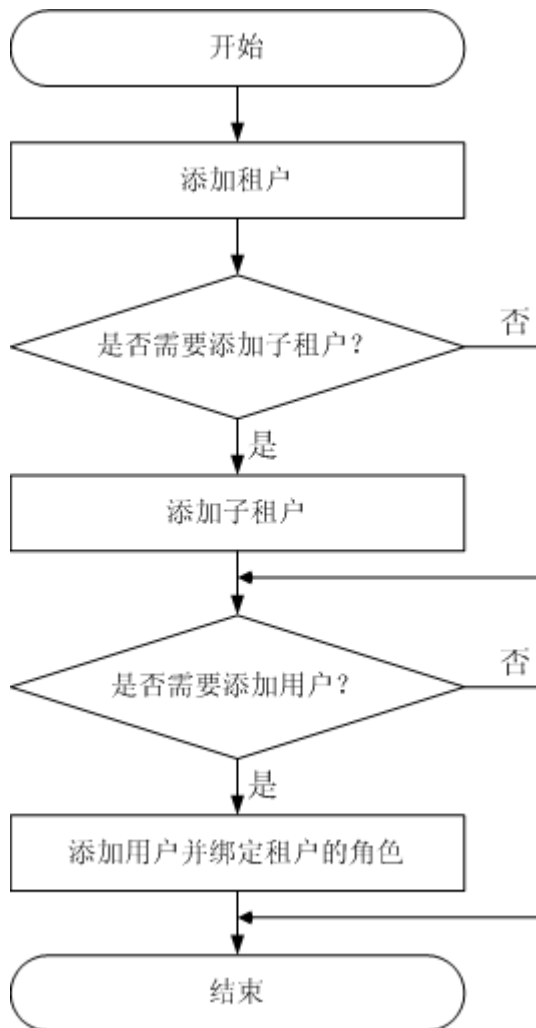 开始
添加租户
是否需要添加子租户？
否
是
添加子租户
是否需要添加用户？
否
是
添加用户并绑定租户的角色
结束